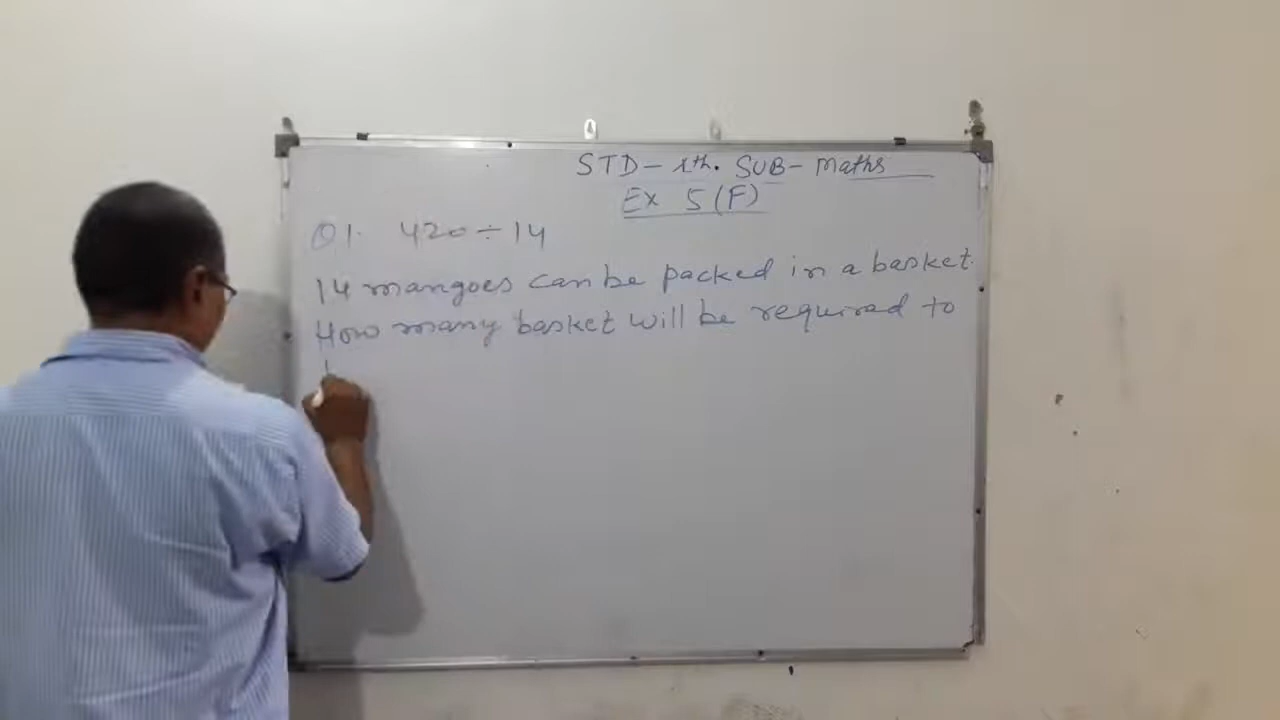 STD- 4th. SUB- Maths
Ex 5(F)
Q1. 420÷14
14 mangoes can be packed in a basket.
How many basket will be required to